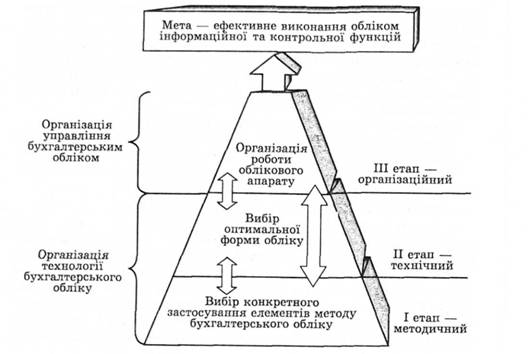 Мета — ефективне виконання обліком
інформаційної та контрольної функцій
Організація
управління
бухгалтерським
обліком
Організація
роботи
облікового
апарату
III етап —
організаційний
Організація
технології
бухгалтерського
обліку
Вибір
оптимальної
форми обліку
II етап —
технічний
Вибір конкретного
застосування елементів методу
бухгалтерського обліку
I етап —
методичний